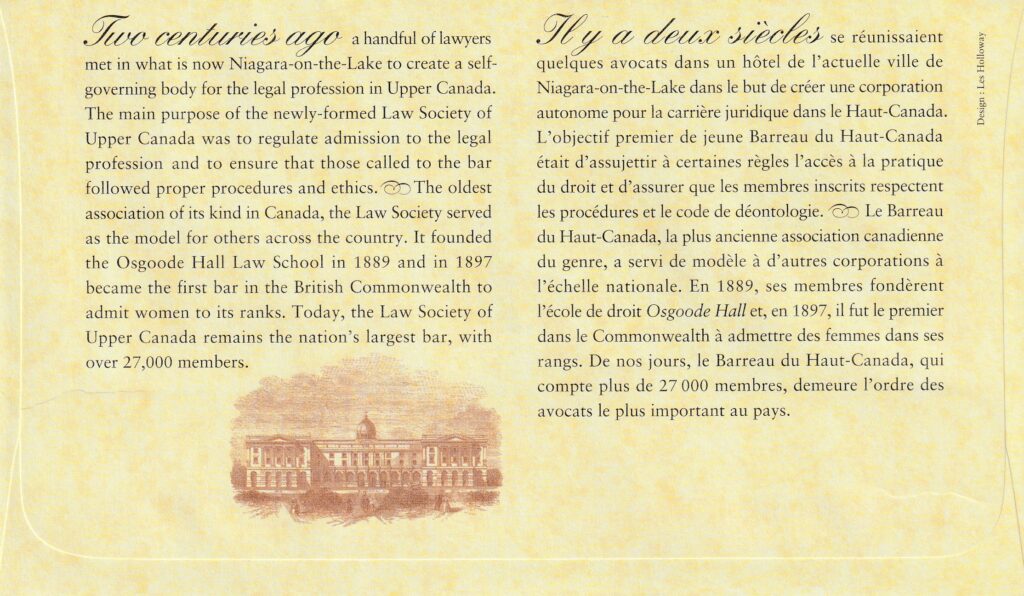 Two centuries ago a handful of lawyers
met in what is now Niagara-on-the-Lake to create a self-
governing body for the legal profession in Upper Canada.
The main purpose of the newly-formed Law Society of
Upper Canada was to regulate admission to the legal
profession and to ensure that those called to the bar
followed proper procedures and ethics. The oldest
association of its kind in Canada, the Law Society served
as the model for others across the country. It founded
the Osgoode Hall Law School in 1889 and in 1897
became the first bar in the British Commonwealth to
admit women to its ranks. Today, the Law Society of
Upper Canada remains the nation's largest bar, with
over 27,000 members.
Il y a deux siècles se réunissaient
quelques avocats dans un hôtel de l'actuelle ville de
Niagara-on-the-Lake dans le but de créer une corporation
autonome pour la carrière juridique dans le Haut-Canada.
L'objectif premier de jeune Barreau du Haut-Canada
était d'assujettir à certaines règles l'accès à la pratique
du droit et d'assurer que les membres inscrits respectent
les procédures et le code de déontologie. Le Barreau
du Haut-Canada, la plus ancienne association canadienne
du genre, a servi de modèle à d'autres corporations à
l'échelle nationale. En 1889, ses membres fondèrent
l'école de droit Osgoode Hall et, en 1897, il fut le premier
dans le Commonwealth à admettre des femmes dans ses
rangs. De nos jours, le Barreau du Haut-Canada, qui
compte plus de 27 000 membres, demeure l'ordre des
avocats le plus important au pays.
Design : Les Holloway